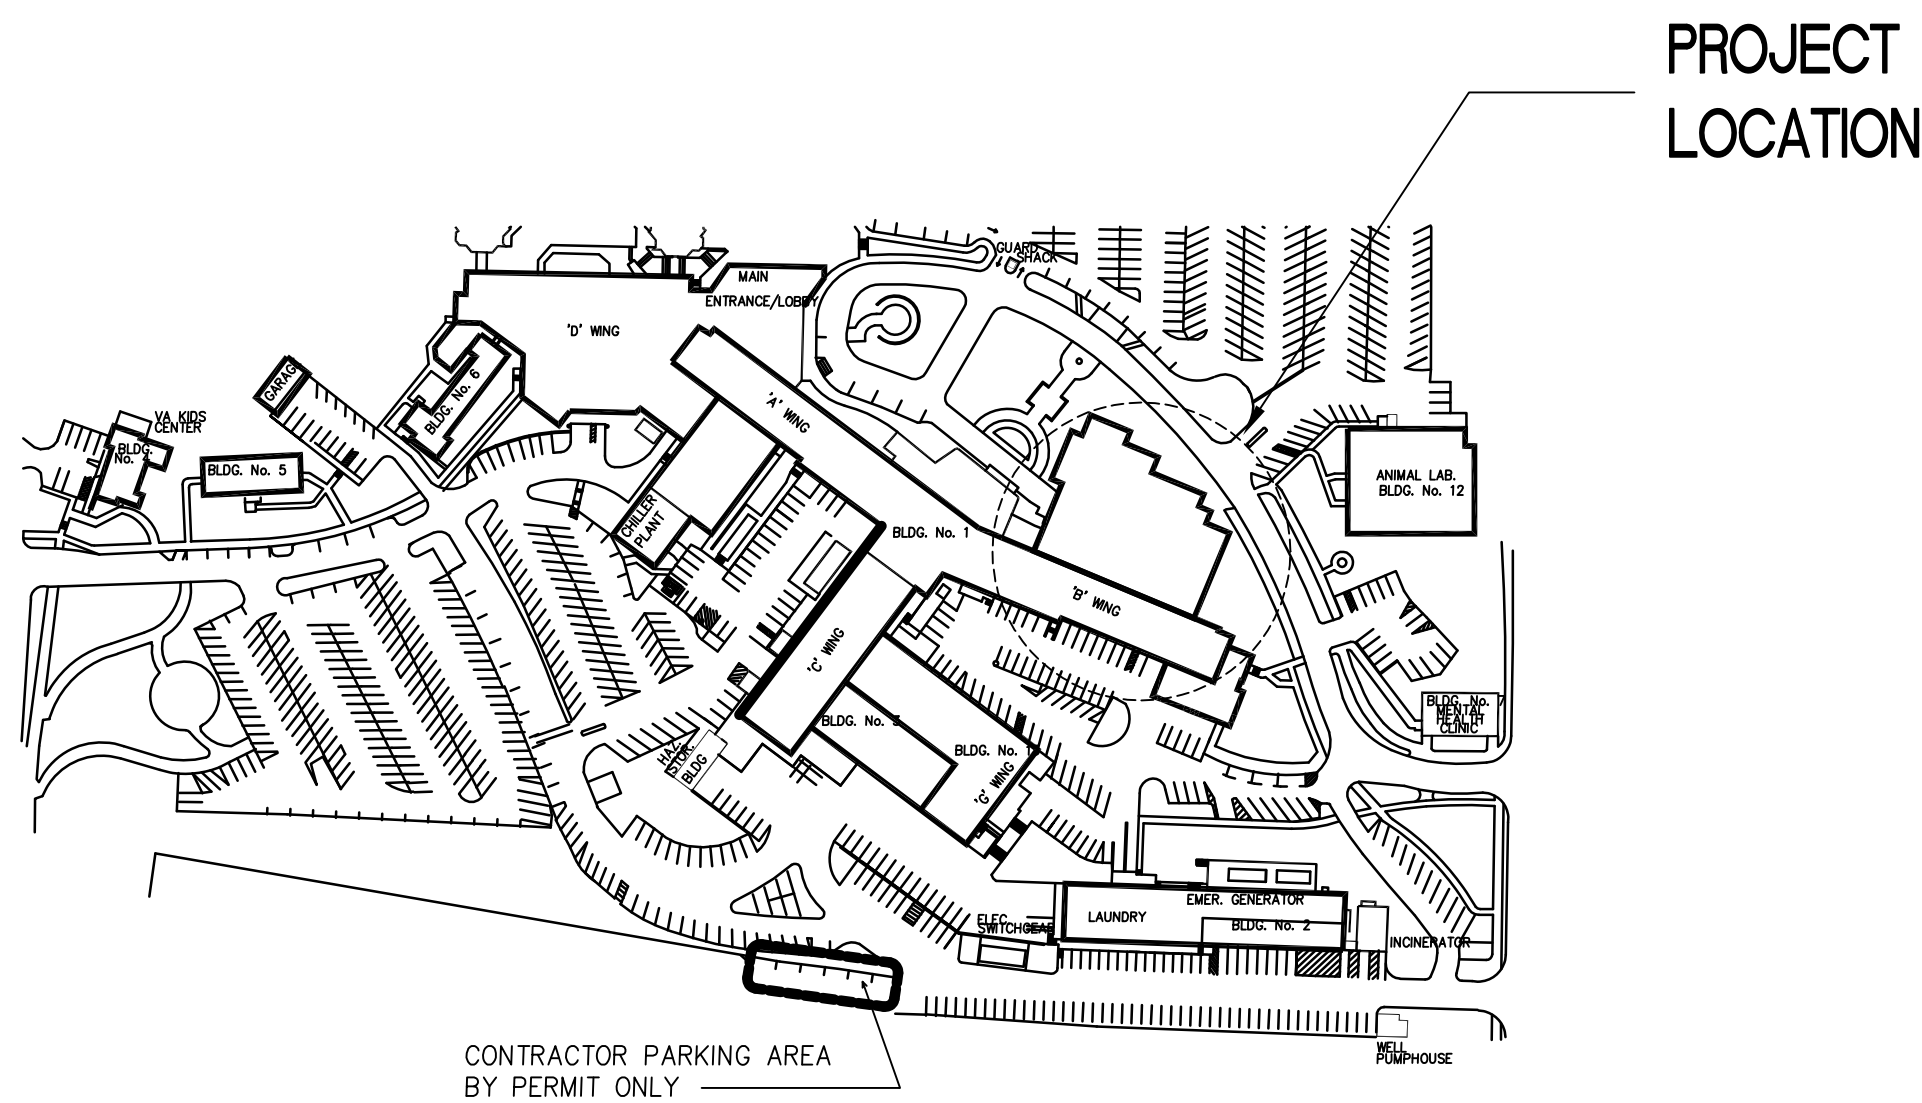 PROJECT
LOCATION
GUARD
SHACK
MAIN
ENTRANCE/LOBBY
'D' WING
GARAG
BLDG. No. 6
'A' WING
VA KIDS
CENTER
BLDG.
No. 4
BLDG. No. 5
ANIMAL LAB.
BLDG. No. 12
CHILLER
PLANT
BLDG. No. 1
'B' WING
'C' WING
BLDG. No. 7
MENTAL
HEALTH
CLINIC
BLDG. No. 3
HAZ.
STOR.
BLDG
BLDG. No.
'G' WING
EMER. GENERATOR
LAUNDRY
BLDG. No. 2
ELEC
SWITCHGEAR
INCINERATOR
WELL
PUMPHOUSE
CONTRACTOR PARKING AREA
BY PERMIT ONLY